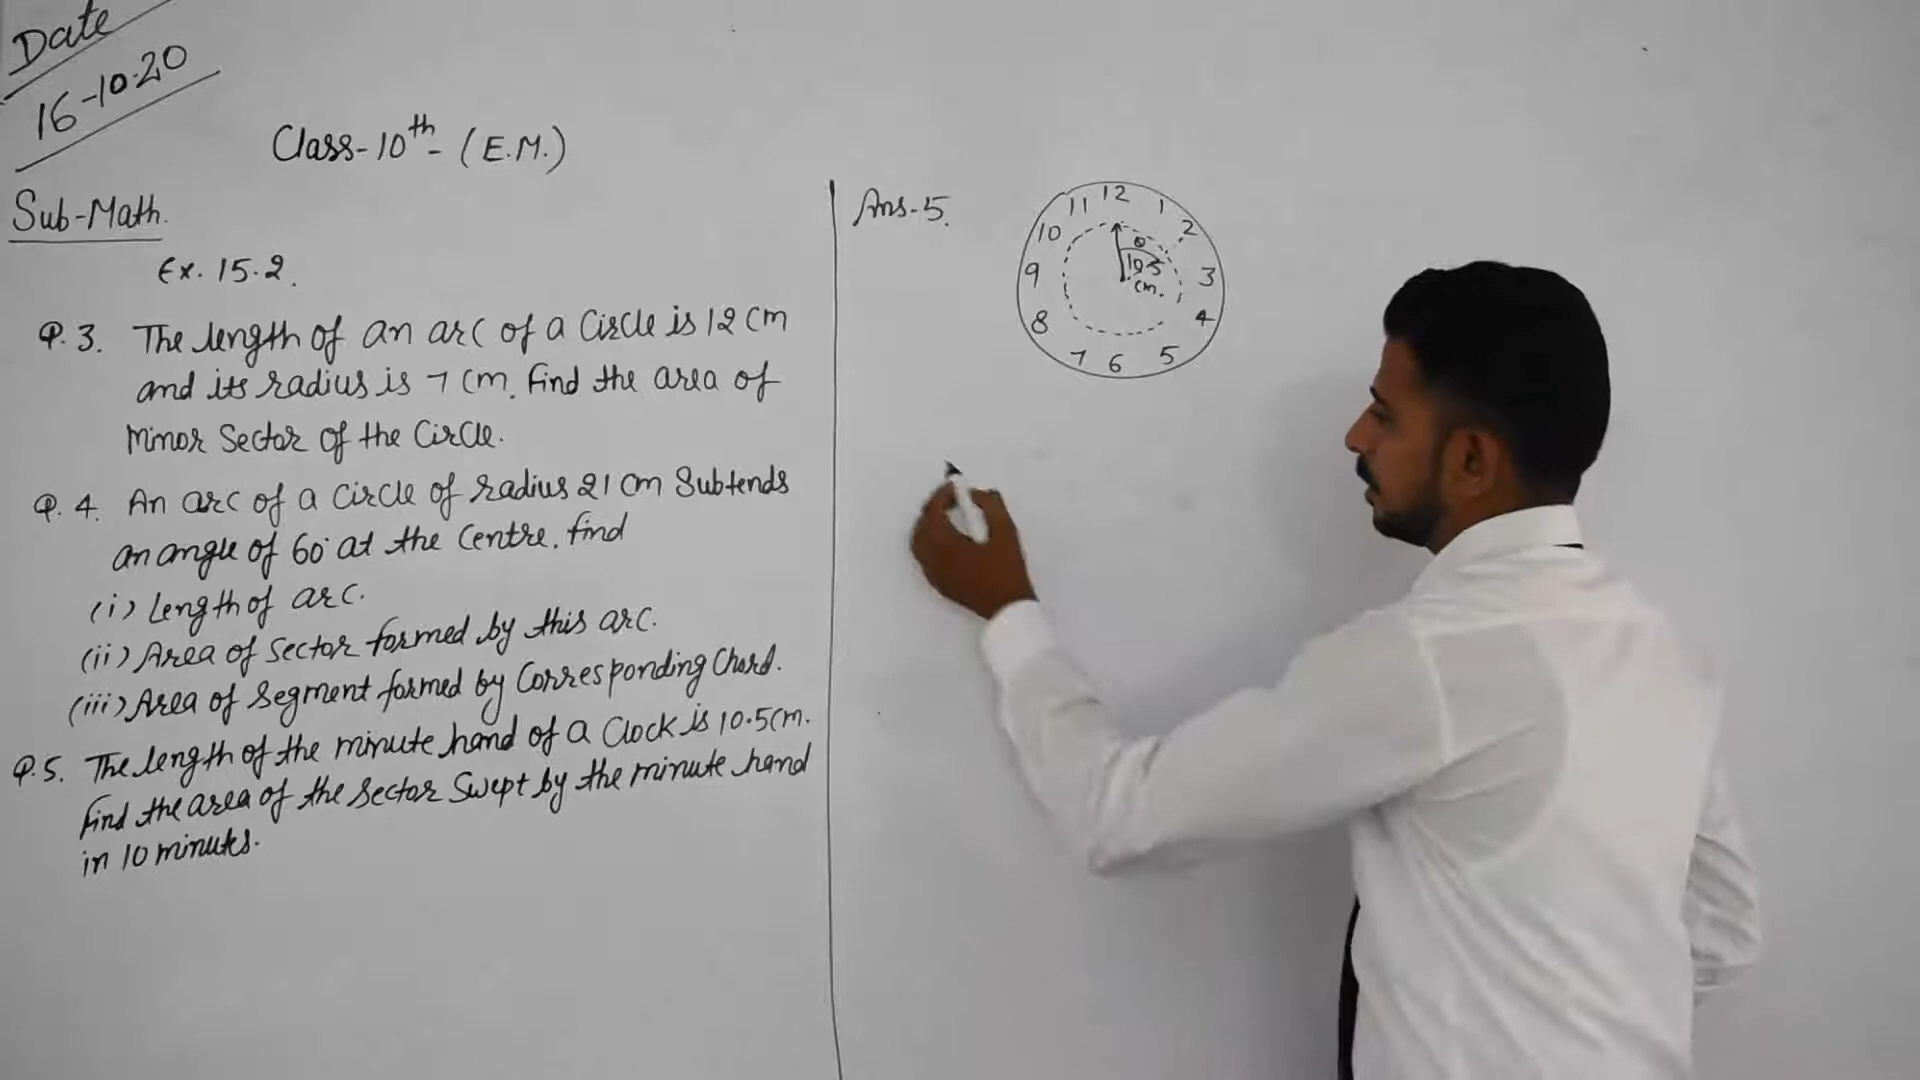 Date
16-10-20
Class-10th- (E.M.)
Sub-Math.
Ex. 15.2.
Q.3. The length of an arc of a Circle is 12 Cm
and its radius is 7 Cm. Find the area of
Minor Sector of the Circle.
Q.4. An arc of a Circle of radius 21 Cm Subtends
an angle of 60° at the Centre. find
(i) Length of arc.
(ii) Area of Sector formed by this arc.
(iii) Area of Segment formed by Corresponding Chord.
Q.5. The length of the minute hand of a Clock is 10.5Cm.
find the area of the Sector Swept by the minute hand
in 10 minutes.
Ans-5.
12
11 1
10 2
θ
10.5
cm.
9 3
8 4
7 6 5